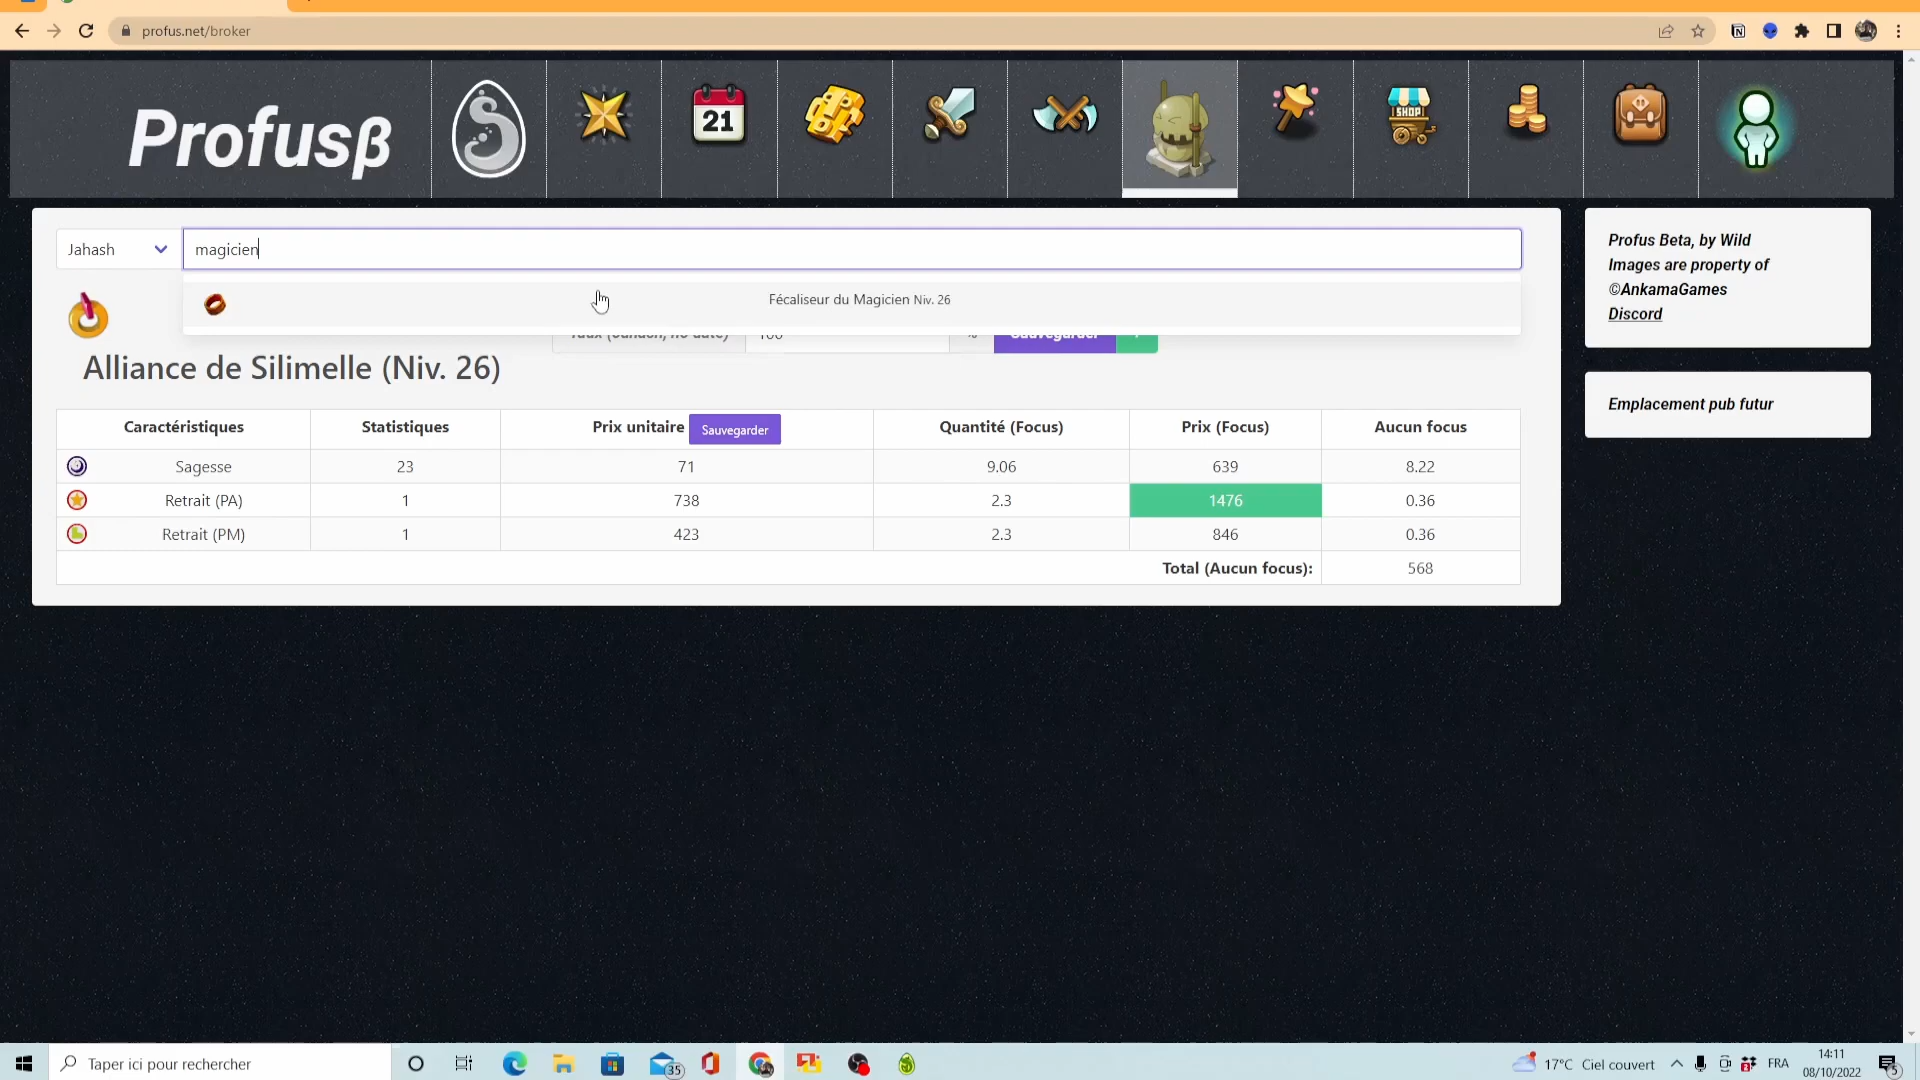 profus.net/broker
Profusβ
21
SHOP!
Jahash
magicien
Fécaliseur du Magicien Niv. 26
Profus Beta, by Wild
Images are property of
©AnkamaGames
Discord
Emplacement pub futur
Alliance de Silimelle (Niv. 26)
Caractéristiques Statistiques Prix unitaire Sauvegarder Quantité (Focus) Prix (Focus) Aucun focus
Sagesse 23 71 9.06 639 8.22
Retrait (PA) 1 738 2.3 1476 0.36
Retrait (PM) 1 423 2.3 846 0.36
Total (Aucun focus): 568
Taper ici pour rechercher
35
17°C Ciel couvert
FRA
14:11
08/10/2022
5